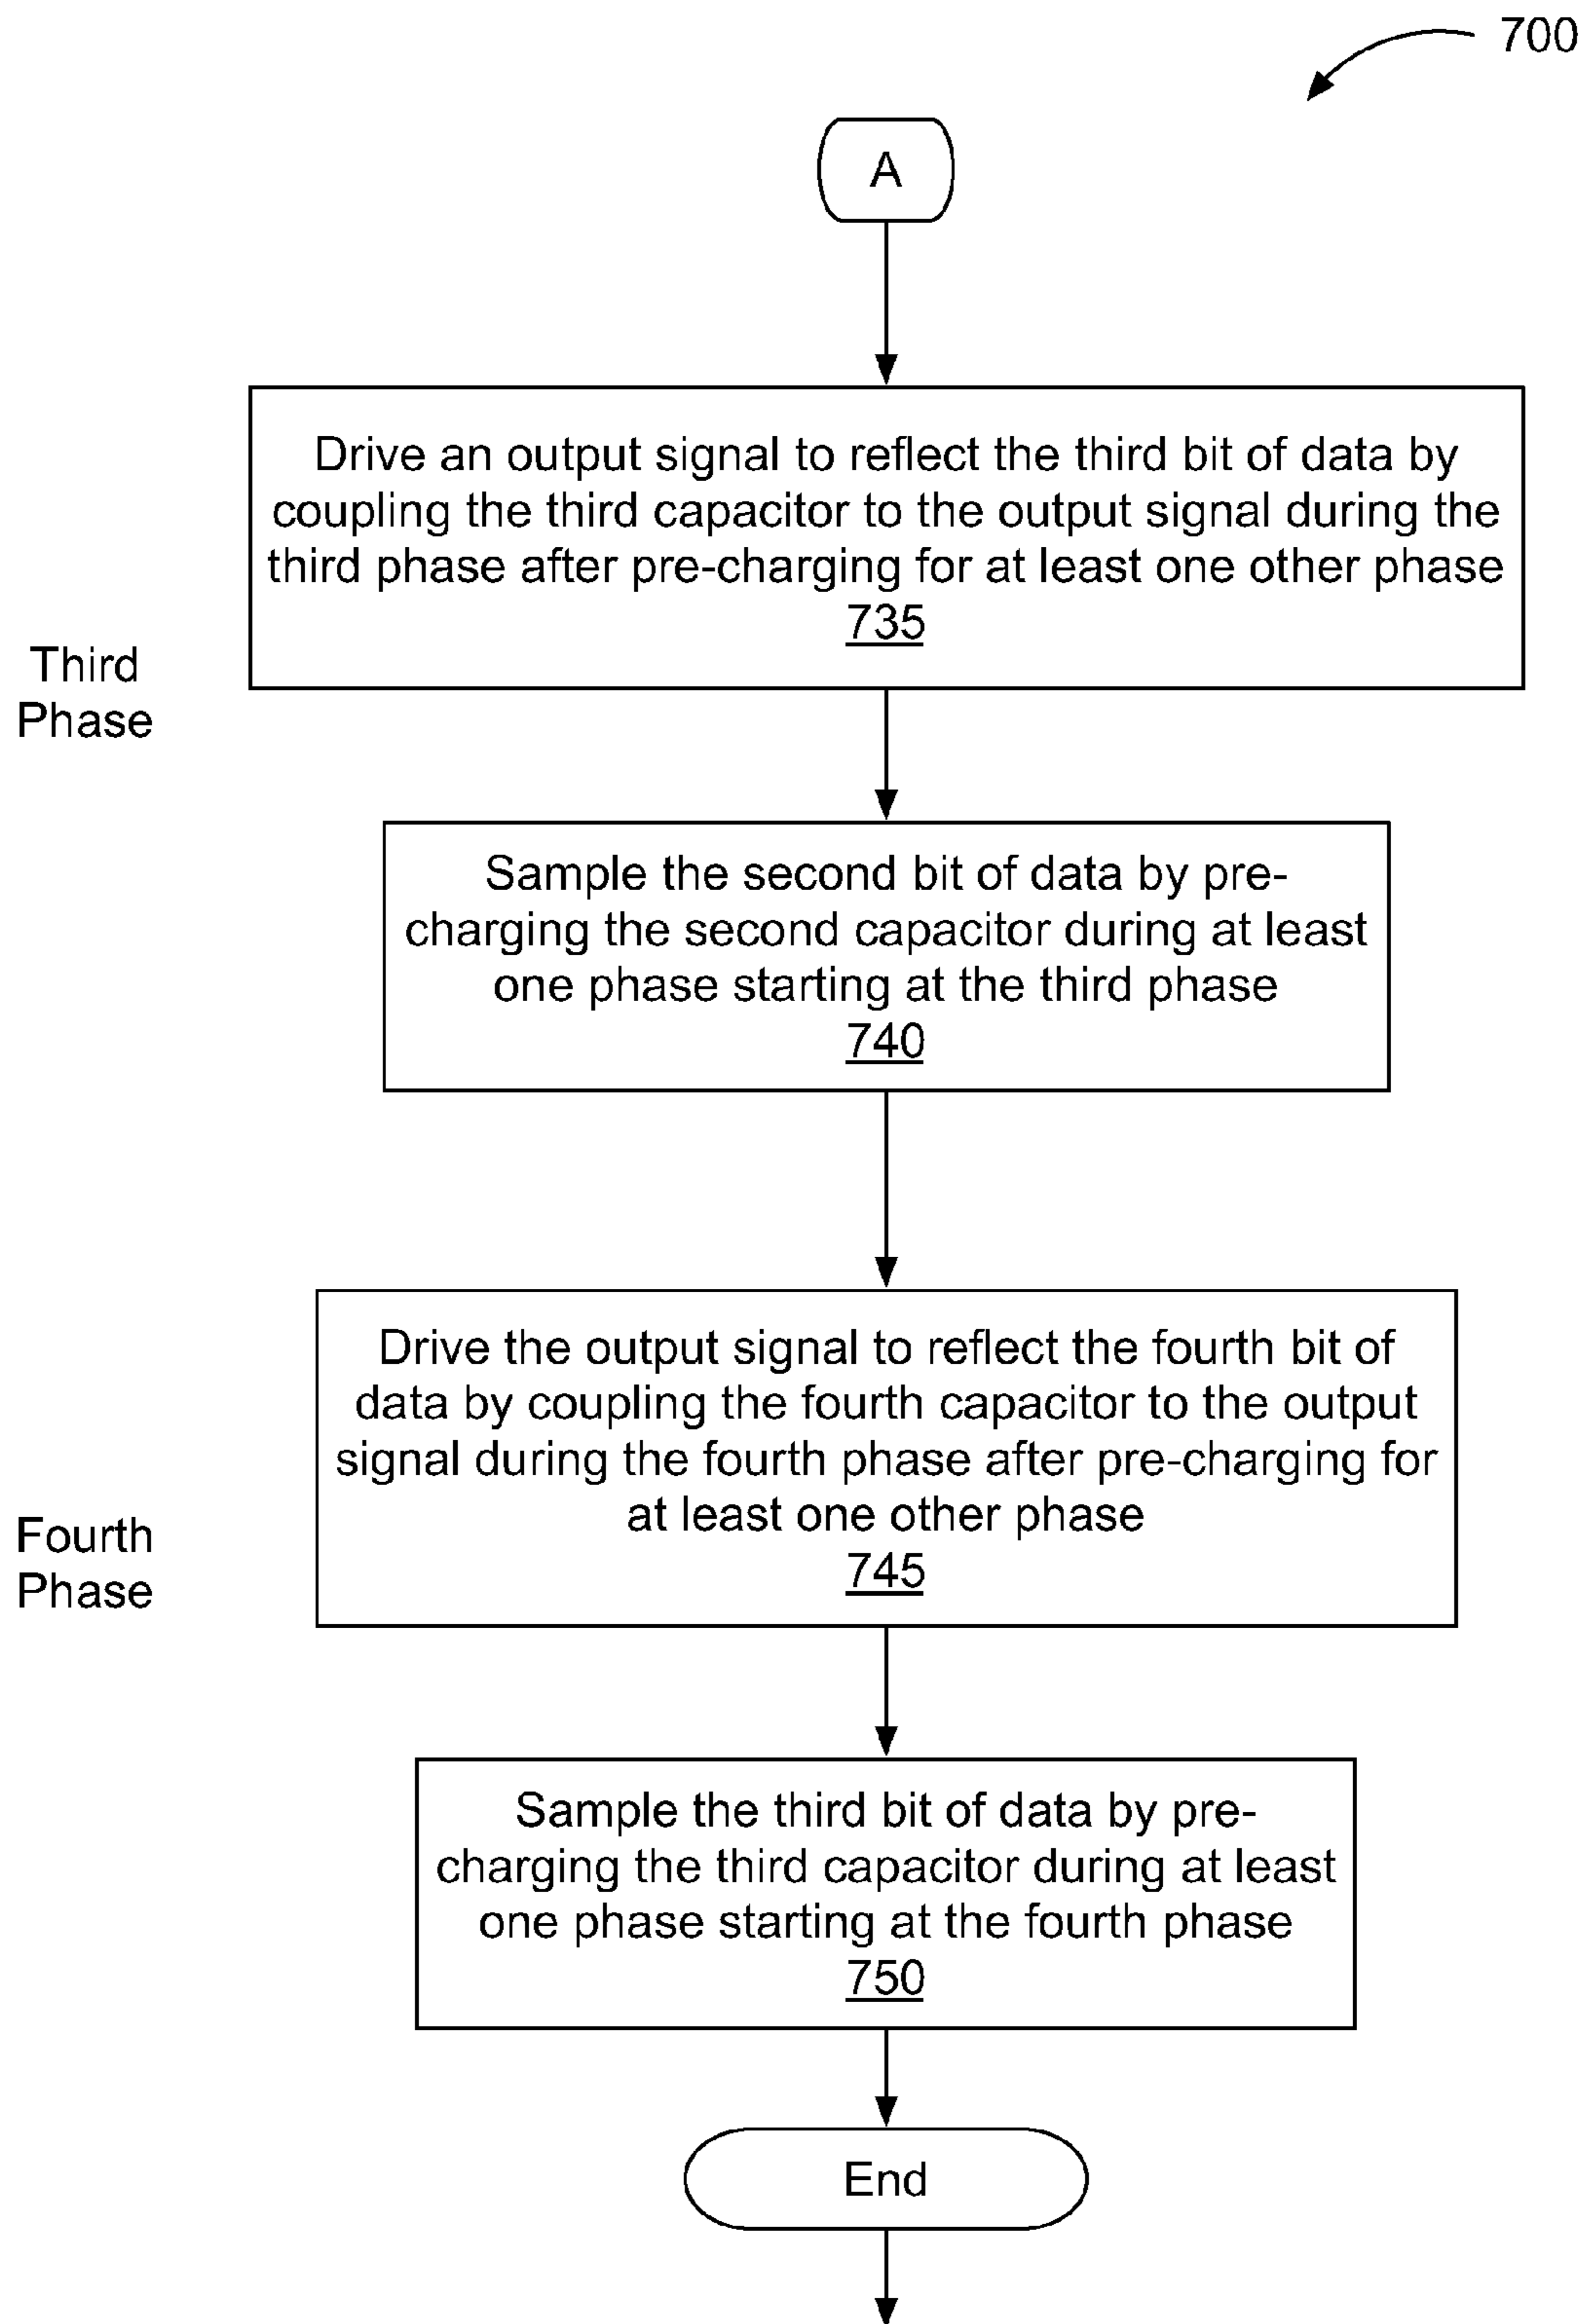 700
A
Drive an output signal to reflect the third bit of data by
coupling the third capacitor to the output signal during the
third phase after pre-charging for at least one other phase
735
Third
Phase
Sample the second bit of data by pre-
charging the second capacitor during at least
one phase starting at the third phase
740
Drive the output signal to reflect the fourth bit of
data by coupling the fourth capacitor to the output
signal during the fourth phase after pre-charging for
at least one other phase
745
Fourth
Phase
Sample the third bit of data by pre-
charging the third capacitor during at least
one phase starting at the fourth phase
750
End